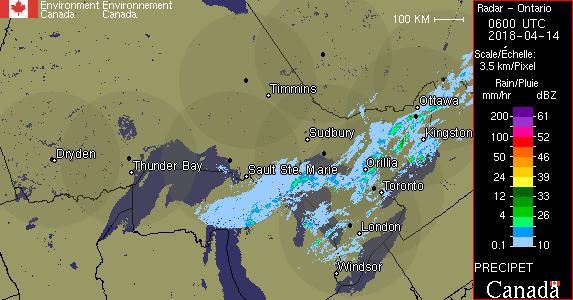 Environment Environnement
Canada Canada
100 KM
Timmins
Ottawa
Sudbury
Kingston
Dryden
Thunder Bay
Sault Ste. Marie
Orillia
Toronto
London
Windsor
Radar - Ontario
0600 UTC
2018-04-14
Scale/Échelle:
3.5 km/Pixel
Rain/Pluie
mm/hr dBZ
200 61
100 52
50 46
24 39
12 33
4 26
0.1 10
PRECIPET
Canada